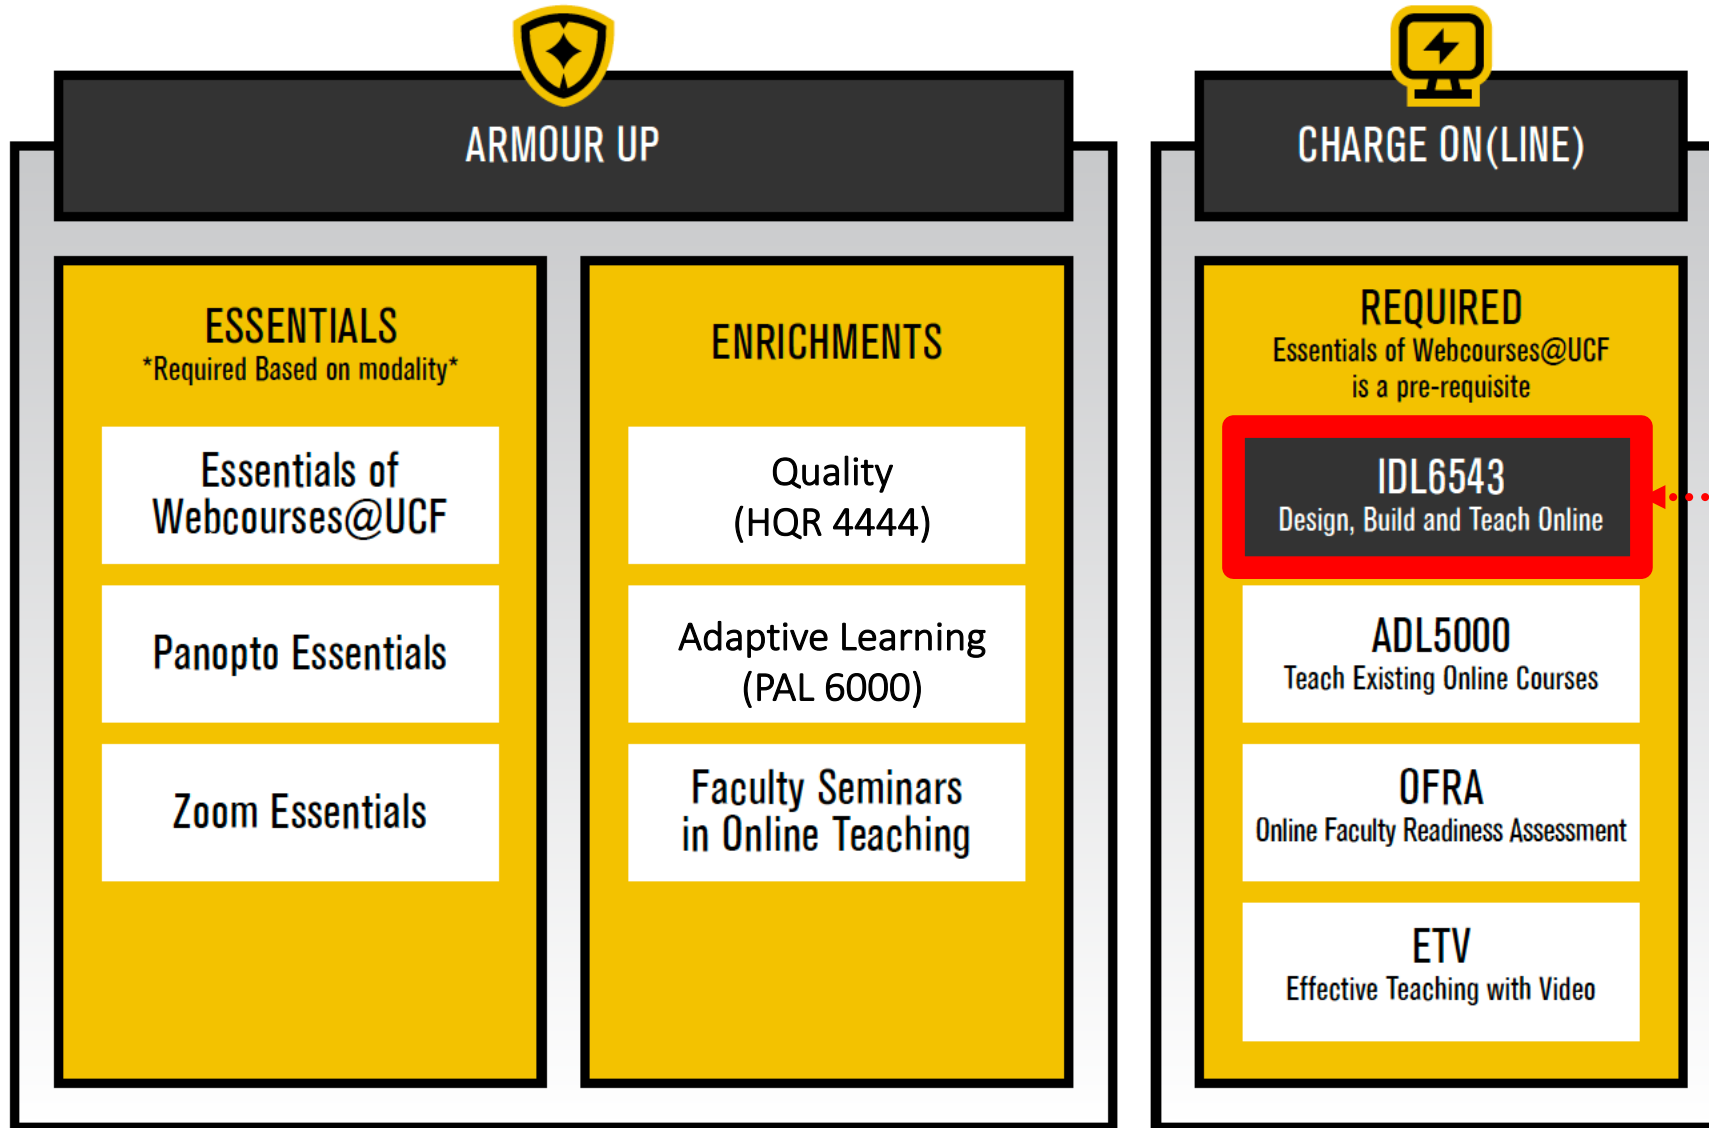 ARMOUR UP
ESSENTIALS
*Required Based on modality*
Essentials of
Webcourses@UCF
Panopto Essentials
Zoom Essentials
ENRICHMENTS
Quality
(HQR 4444)
Adaptive Learning
(PAL 6000)
Faculty Seminars
in Online Teaching
CHARGE ON(LINE)
REQUIRED
Essentials of Webcourses@UCF
is a pre-requisite
IDL6543
Design, Build and Teach Online
ADL5000
Teach Existing Online Courses
OFRA
Online Faculty Readiness Assessment
ETV
Effective Teaching with Video